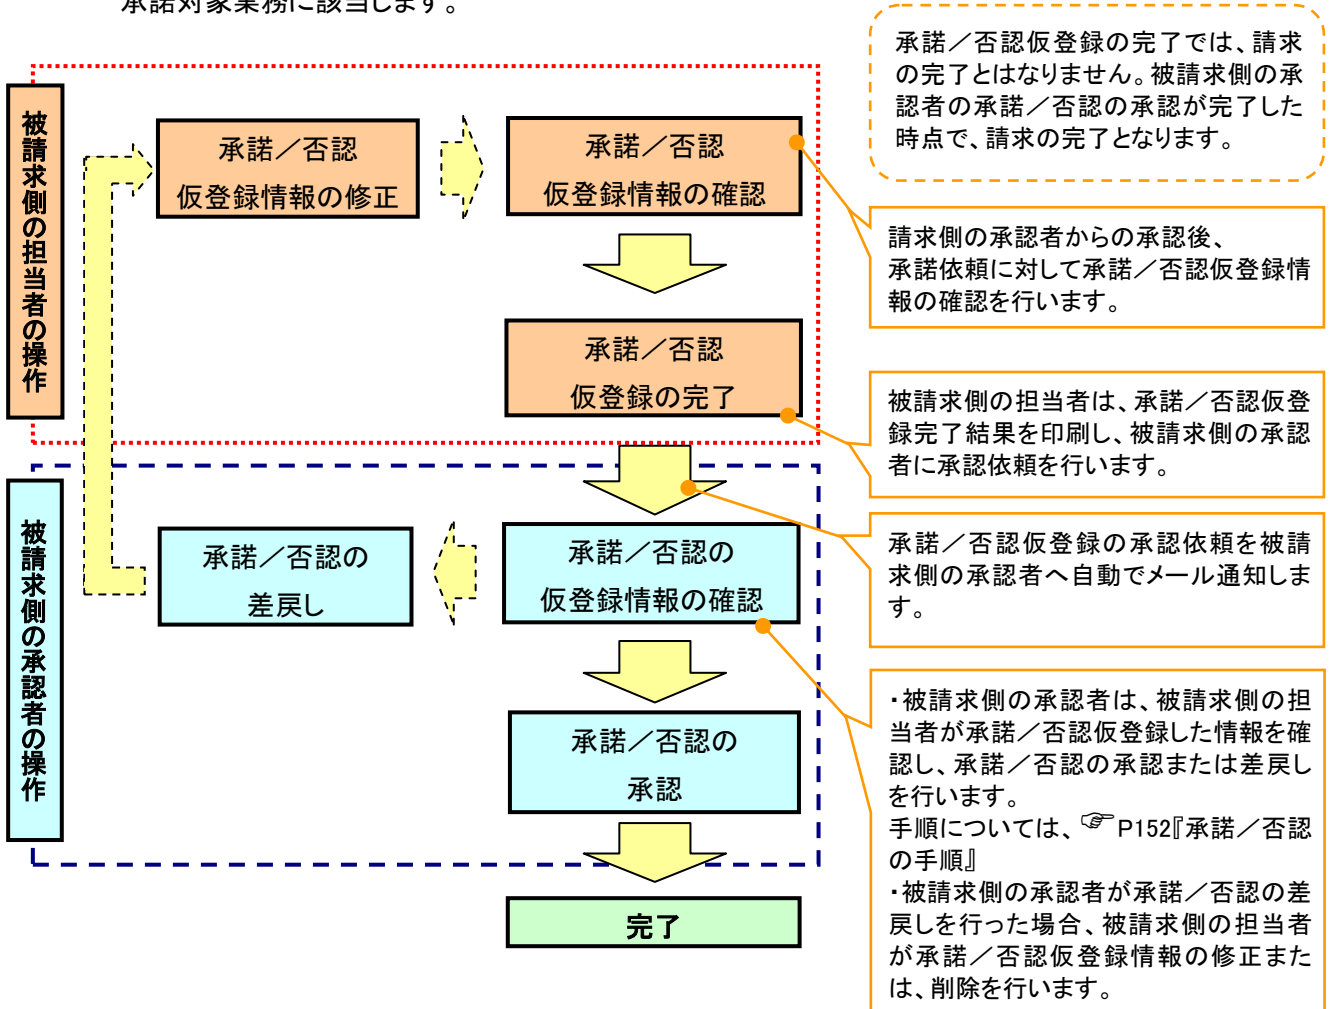 承諾対象業務に該当します。
承諾／否認仮登録の完了では、請求
の完了とはなりません。被請求側の承
認者の承諾／否認の承認が完了した
時点で、請求の完了となります。
被請求側の担当者の操作
承諾／否認
仮登録情報の修正
承諾／否認
仮登録情報の確認
請求側の承認者からの承認後、
承諾依頼に対して承諾／否認仮登録情
報の確認を行います。
承諾／否認
仮登録の完了
被請求側の担当者は、承諾／否認仮登
録完了結果を印刷し、被請求側の承認
者に承認依頼を行います。
被請求側の承認者の操作
承諾／否認の
差戻し
承諾／否認の
仮登録情報の確認
承諾／否認仮登録の承認依頼を被請
求側の承認者へ自動でメール通知しま
す。
承諾／否認の
承認
・被請求側の承認者は、被請求側の担
当者が承諾／否認仮登録した情報を確
認し、承諾／否認の承認または差戻し
を行います。
手順については、☞P152『承諾／否認
の手順』
・被請求側の承認者が承諾／否認の差
戻しを行った場合、被請求側の担当者
が承諾／否認仮登録情報の修正また
は、削除を行います。
完了